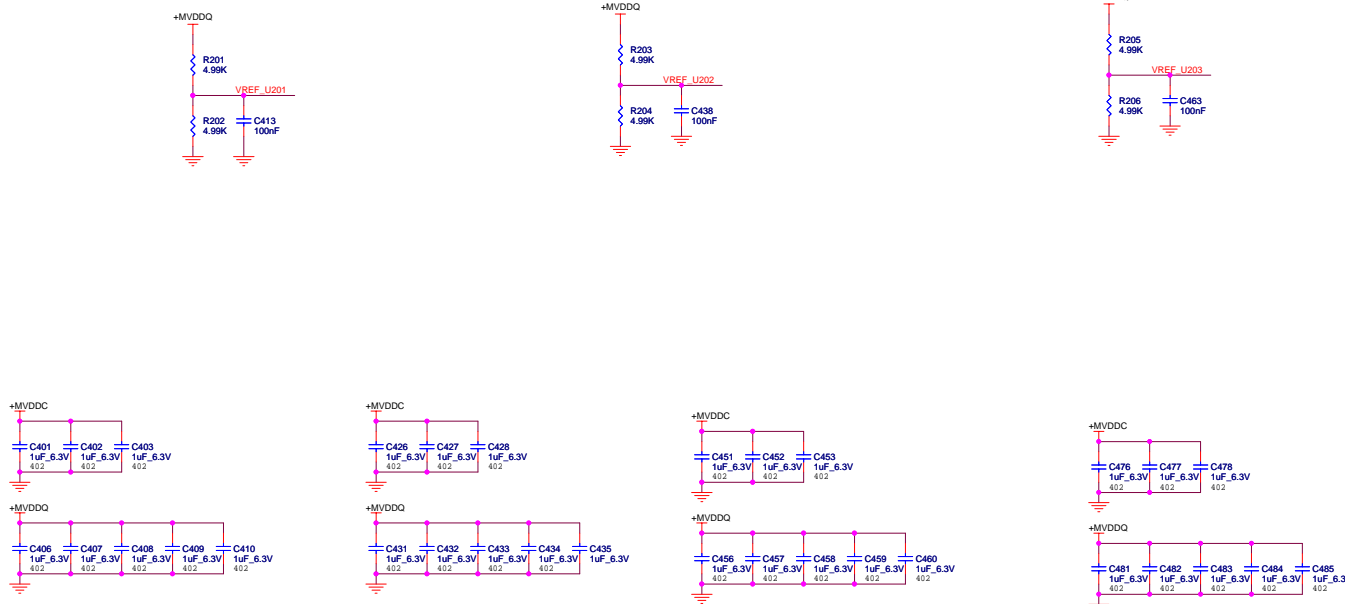 +MVDDQ
R201
4.99K
VREF_U201
R202
4.99K
C413
100nF
+MVDDQ
R203
4.99K
VREF_U202
R204
4.99K
C438
100nF
R205
4.99K
VREF_U203
R206
4.99K
C463
100nF
+MVDDC
C401 C402 C403
1uF_6.3V 1uF_6.3V 1uF_6.3V
402 402 402
+MVDDQ
C406 C407 C408 C409 C410
1uF_6.3V 1uF_6.3V 1uF_6.3V 1uF_6.3V 1uF_6.3V
402 402 402 402 402
+MVDDC
C426 C427 C428
1uF_6.3V 1uF_6.3V 1uF_6.3V
402 402 402
+MVDDQ
C431 C432 C433 C434 C435
1uF_6.3V 1uF_6.3V 1uF_6.3V 1uF_6.3V 1uF_6.3V
402 402 402 402
+MVDDC
C451 C452 C453
1uF_6.3V 1uF_6.3V 1uF_6.3V
402 402 402
+MVDDQ
C456 C457 C458 C459 C460
1uF_6.3V 1uF_6.3V 1uF_6.3V 1uF_6.3V 1uF_6.3V
402 402 402 402 402
+MVDDC
C476 C477 C478
1uF_6.3V 1uF_6.3V 1uF_6.3V
402 402 402
+MVDDQ
C481 C482 C483 C484 C485
1uF_6.3V 1uF_6.3V 1uF_6.3V 1uF_6.3V 1uF_6.3
402 402 402 402 402